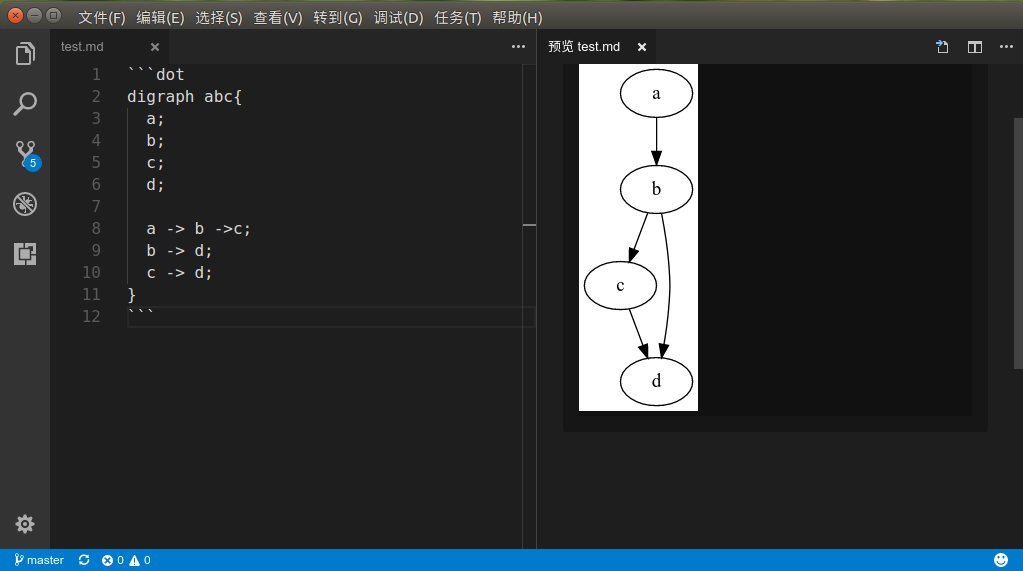 文件(F) 编辑(E) 选择(S) 查看(V) 转到(G) 调试(D) 任务(T) 帮助(H)
test.md
预览 test.md
5
1 ```dot
2 digraph abc{
3 a;
4 b;
5 c;
6 d;
7
8 a -> b ->c;
9 b -> d;
10 c -> d;
11 }
12 ```
a
b
c
d
master 0 0